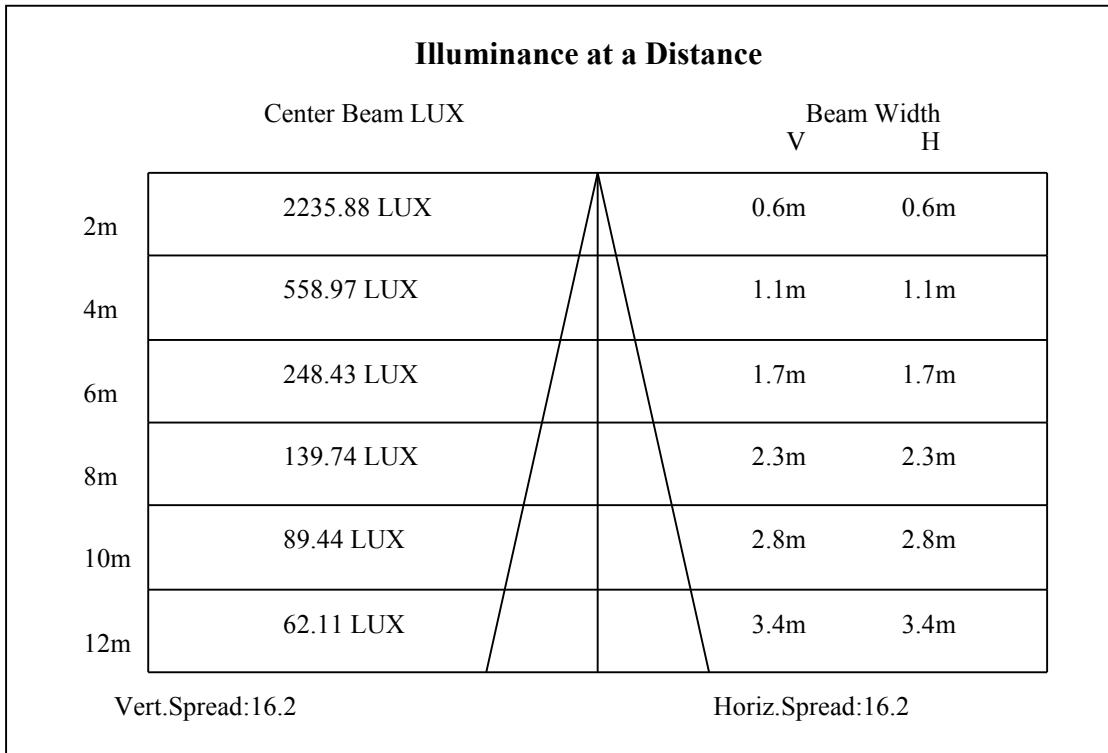 Illuminance at a Distance
Center Beam LUX Beam Width
V H
2m 2235.88 LUX 0.6m 0.6m
4m 558.97 LUX 1.1m 1.1m
6m 248.43 LUX 1.7m 1.7m
8m 139.74 LUX 2.3m 2.3m
10m 89.44 LUX 2.8m 2.8m
12m 62.11 LUX 3.4m 3.4m
Vert.Spread:16.2 Horiz.Spread:16.2